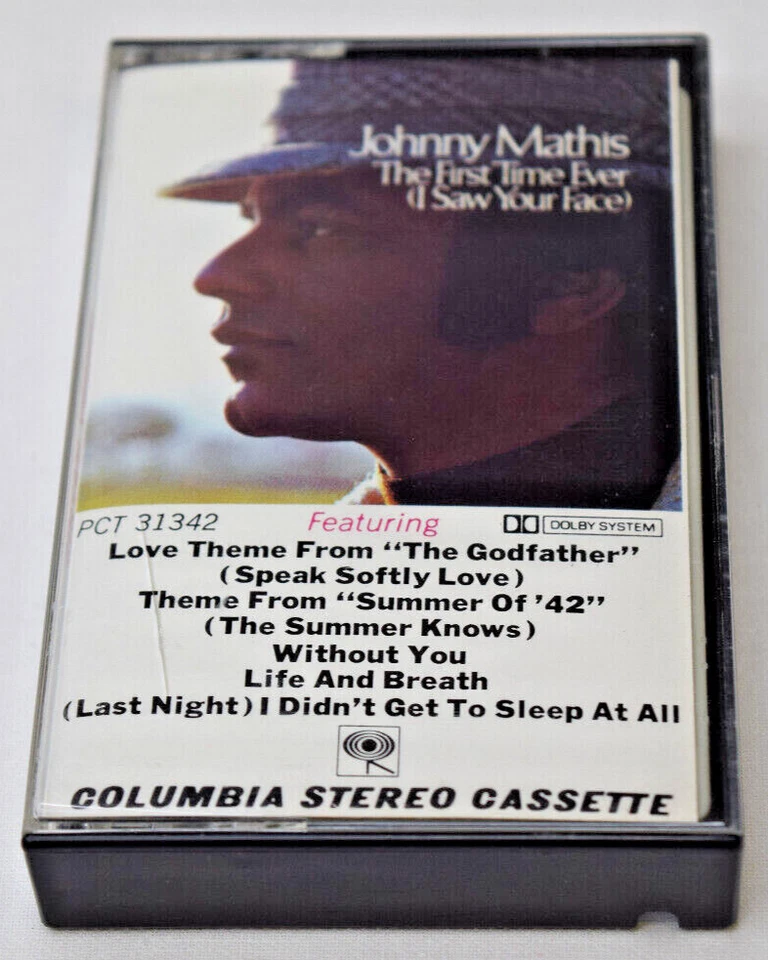 Johnny Mathis
The First Time Ever
(I Saw Your Face)
PCT 31342 Featuring DOLBY SYSTEM
Love Theme From “The Godfather”
(Speak Softly Love)
Theme From “Summer Of ’42”
(The Summer Knows)
Without You
Life And Breath
(Last Night) I Didn’t Get To Sleep At All
COLUMBIA STEREO CASSETTE